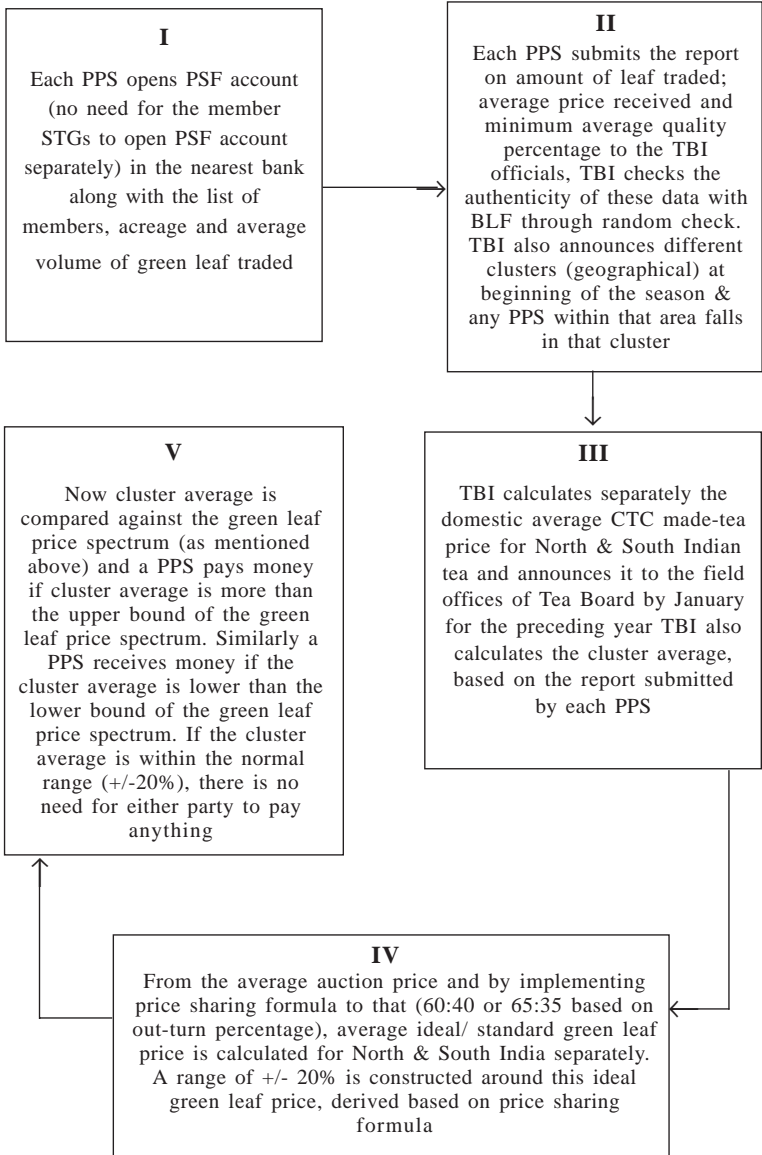 I
Each PPS opens PSF account
(no need for the member
STGs to open PSF account
separately) in the nearest bank
along with the list of
members, acreage and average
volume of green leaf traded
II
Each PPS submits the report
on amount of leaf traded;
average price received and
minimum average quality
percentage to the TBI
officials, TBI checks the
authenticity of these data with
BLF through random check.
TBI also announces different
clusters (geographical) at
beginning of the season &
any PPS within that area falls
in that cluster
III
TBI calculates separately the
domestic average CTC made-tea
price for North & South Indian
tea and announces it to the field
offices of Tea Board by January
for the preceding year TBI also
calculates the cluster average,
based on the report submitted
by each PPS
IV
From the average auction price and by implementing
price sharing formula to that (60:40 or 65:35 based on
out-turn percentage), average ideal/ standard green leaf
price is calculated for North & South India separately.
A range of +/- 20% is constructed around this ideal
green leaf price, derived based on price sharing
formula
V
Now cluster average is
compared against the green leaf
price spectrum (as mentioned
above) and a PPS pays money
if cluster average is more than
the upper bound of the green
leaf price spectrum. Similarly a
PPS receives money if the
cluster average is lower than the
lower bound of the green leaf
price spectrum. If the cluster
average is within the normal
range (+/-20%), there is no
need for either party to pay
anything